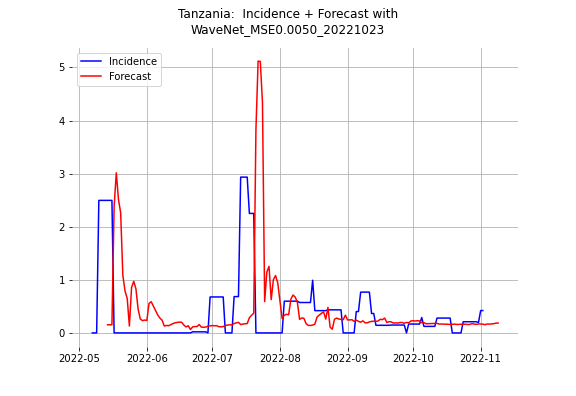 Tanzania:  Incidence + Forecast with
WaveNet_MSE0.0050_20221023
Incidence
Forecast
5
4
3
2
1
0
2022-05 2022-06 2022-07 2022-08 2022-09 2022-10 2022-11